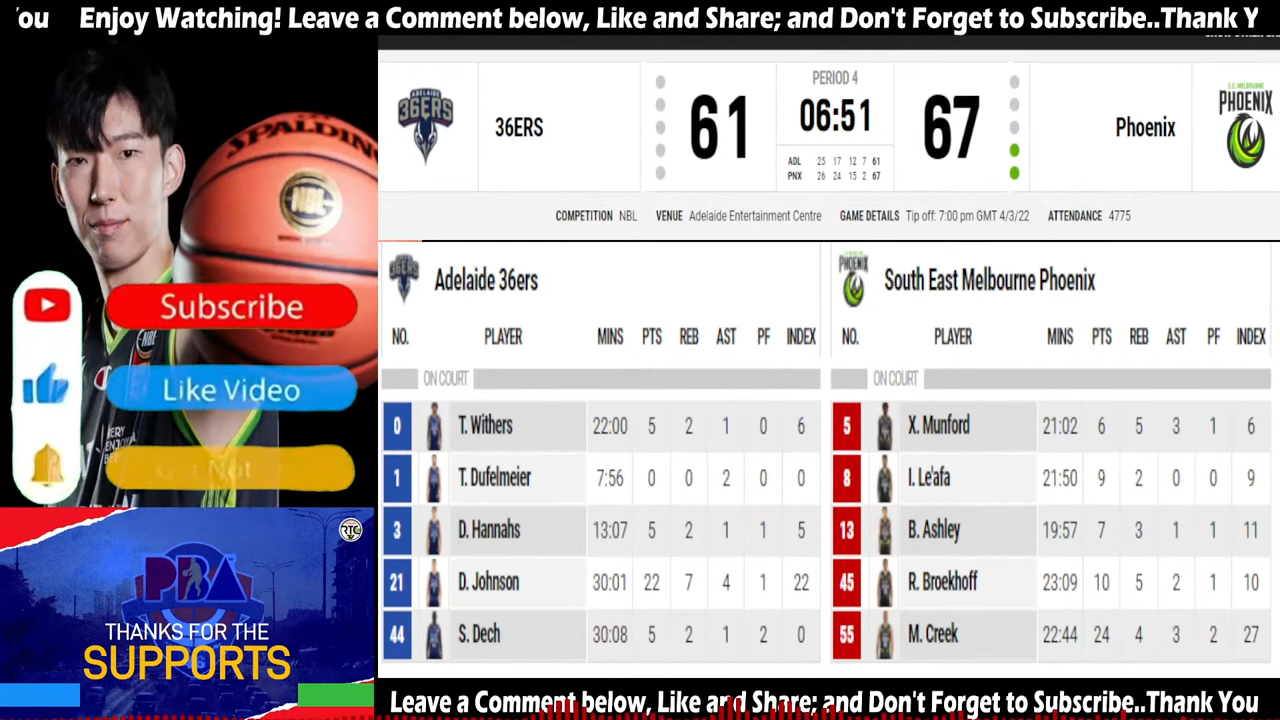 You Enjoy Watching! Leave a Comment below, Like and Share; and Don't Forget to Subscribe..Thank Y
SPALDING
NBL
Subscribe
Like Video
PBA
THANKS FOR THE
SUPPORTS
RTC
ADELAIDE
36ERS
36ERS
61
PERIOD 4
06:51
ADL 25 17 12 7 61
PNX 26 24 15 2 67
67
Phoenix
S.E. MELBOURNE
PHOENIX
COMPETITION NBL VENUE Adelaide Entertainment Centre GAME DETAILS Tip off: 7:00 pm GMT 4/3/22 ATTENDANCE 4775
36ERS
Adelaide 36ers
NO. PLAYER MINS PTS REB AST PF INDEX
ON COURT
0 T. Withers 22:00 5 2 1 0 6
1 T. Dufelmeier 7:56 0 0 2 0 0
3 D. Hannahs 13:07 5 2 1 1 5
21 D. Johnson 30:01 22 7 4 1 22
44 S. Dech 30:08 5 2 1 2 0
PHOENIX
South East Melbourne Phoenix
NO. PLAYER MINS PTS REB AST PF INDEX
ON COURT
5 X. Munford 21:02 6 5 3 1 6
8 I. Le'afa 21:50 9 2 0 0 9
13 B. Ashley 19:57 7 3 1 1 11
45 R. Broekhoff 23:09 10 5 2 1 10
55 M. Creek 22:44 24 4 3 2 27
Leave a Comment below, Like and Share; and Don't Forget to Subscribe..Thank You